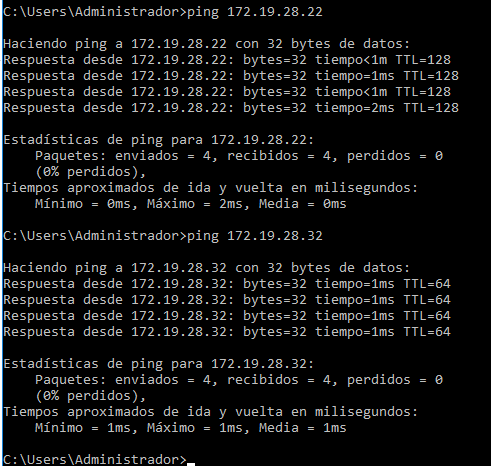 C:\Users\Administrador>ping 172.19.28.22
Haciendo ping a 172.19.28.22 con 32 bytes de datos:
Respuesta desde 172.19.28.22: bytes=32 tiempo<1m TTL=128
Respuesta desde 172.19.28.22: bytes=32 tiempo=1ms TTL=128
Respuesta desde 172.19.28.22: bytes=32 tiempo<1m TTL=128
Respuesta desde 172.19.28.22: bytes=32 tiempo=2ms TTL=128
Estadísticas de ping para 172.19.28.22:
Paquetes: enviados = 4, recibidos = 4, perdidos = 0
(0% perdidos),
Tiempos aproximados de ida y vuelta en milisegundos:
Mínimo = 0ms, Máximo = 2ms, Media = 0ms
C:\Users\Administrador>ping 172.19.28.32
Haciendo ping a 172.19.28.32 con 32 bytes de datos:
Respuesta desde 172.19.28.32: bytes=32 tiempo=1ms TTL=64
Respuesta desde 172.19.28.32: bytes=32 tiempo=1ms TTL=64
Respuesta desde 172.19.28.32: bytes=32 tiempo=1ms TTL=64
Respuesta desde 172.19.28.32: bytes=32 tiempo=1ms TTL=64
Estadísticas de ping para 172.19.28.32:
Paquetes: enviados = 4, recibidos = 4, perdidos = 0
(0% perdidos),
Tiempos aproximados de ida y vuelta en milisegundos:
Mínimo = 1ms, Máximo = 1ms, Media = 1ms
C:\Users\Administrador>